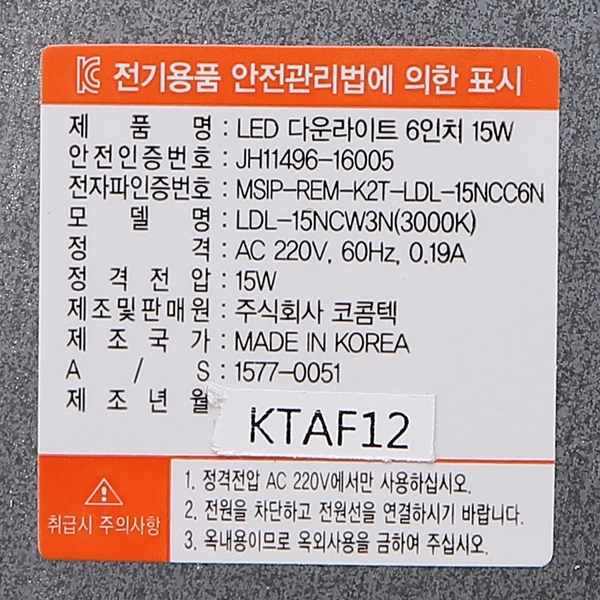 전기용품 안전관리법에 의한 표시
제 품 명 : LED 다운라이트 6인치 15W
안전인증번호 : JH11496-16005
전자파인증번호 : MSIP-REM-K2T-LDL-15NCC6N
모 델 명 : LDL-15NCW3N(3000K)
정 격 : AC 220V, 60Hz, 0.19A
정 격 전 압 : 15W
제조및판매원 : 주식회사 코콤텍
제 조 국 가 : MADE IN KOREA
A / S : 1577-0051
제 조 년 월 KTAF12
취급시 주의사항
1. 정격전압 AC 220V에서만 사용하십시오.
2. 전원을 차단하고 전원선을 연결하시기 바랍니다.
3. 옥내용이므로 옥외사용을 금하여 주십시오.